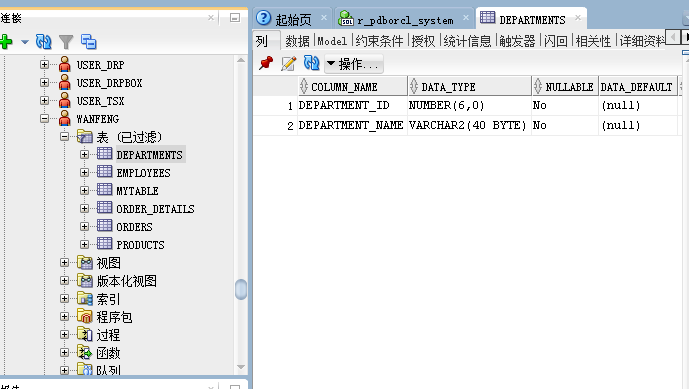 连接
USER_DRP
USER_DRPBOX
USER_TSX
WANFENG
表 (已过滤)
DEPARTMENTS
EMPLOYEES
MYTABLE
ORDER_DETAILS
ORDERS
PRODUCTS
视图
版本化视图
索引
程序包
过程
函数
队列
起始页 r_pdborcl_system DEPARTMENTS
列 数据 Model 约束条件 授权 统计信息 触发器 闪回 相关性 详细资料
操作...
COLUMN_NAME DATA_TYPE NULLABLE DATA_DEFAULT
1 DEPARTMENT_ID NUMBER(6,0) No (null)
2 DEPARTMENT_NAME VARCHAR2(40 BYTE) No (null)